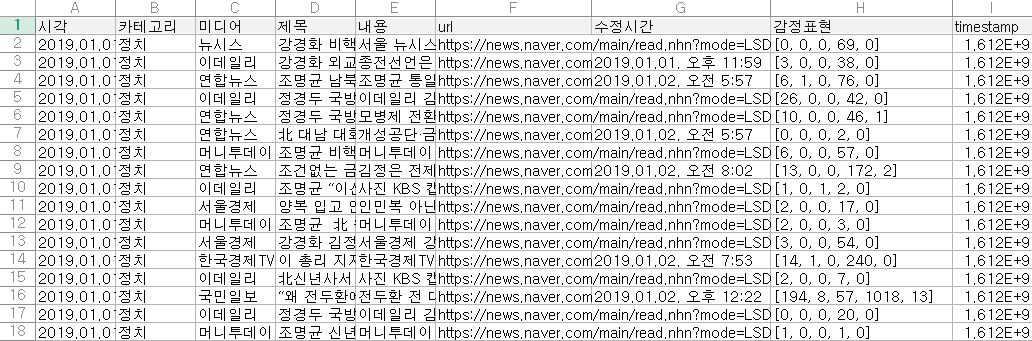 A B C D E F G H I
1 시각 카테고리 미디어 제목 내용 url 수정시간 감정표현 timestamp
2 2019.01.0 정치 뉴시스 강경화 비핵 서울 뉴시스 https://news.naver.com/main/read.nhn?mode=LSD [0, 0, 0, 69, 0] 1.612E+9
3 2019.01.0 정치 이데일리 강경화 외교 종전선언은 https://news.naver.com 2019.01.01. 오후 11:59 [3, 0, 0, 38, 0] 1.612E+9
4 2019.01.0 정치 연합뉴스 조명균 남북 조명균 통일 https://news.naver.com 2019.01.02. 오전 5:57 [6, 1, 0, 76, 0] 1.612E+9
5 2019.01.0 정치 이데일리 정경두 국방 이데일리 김 https://news.naver.com/main/read.nhn?mode=LSD [26, 0, 0, 42, 0] 1.612E+9
6 2019.01.0 정치 연합뉴스 정경두 국방 모병제 전환 https://news.naver.com/main/read.nhn?mode=LSD [10, 0, 0, 46, 1] 1.612E+9
7 2019.01.0 정치 연합뉴스 北 대남 대화 개성공단·금 https://news.naver.com 2019.01.02. 오전 5:57 [0, 0, 0, 2, 0] 1.612E+9
8 2019.01.0 정치 머니투데이 조명균 비핵 머니투데이 https://news.naver.com/main/read.nhn?mode=LSD [6, 0, 0, 57, 0] 1.612E+9
9 2019.01.0 정치 연합뉴스 조건없는 금 김정은 전제 https://news.naver.com 2019.01.02. 오전 8:02 [13, 0, 0, 172, 2] 1.612E+9
10 2019.01.0 정치 이데일리 조명균 “이산 사진 KBS 캡 https://news.naver.com/main/read.nhn?mode=LSD [1, 0, 1, 2, 0] 1.612E+9
11 2019.01.0 정치 서울경제 양복 입고 인민복 아닌 https://news.naver.com/main/read.nhn?mode=LSD [2, 0, 0, 17, 0] 1.612E+9
12 2019.01.0 정치 머니투데이 조명균 北 머니투데이 https://news.naver.com/main/read.nhn?mode=LSD [2, 0, 0, 3, 0] 1.612E+9
13 2019.01.0 정치 서울경제 강경화 김정 서울경제 강 https://news.naver.com/main/read.nhn?mode=LSD [3, 0, 0, 54, 0] 1.612E+9
14 2019.01.0 정치 한국경제TV 이 총리 지지 한국경제TV https://news.naver.com 2019.01.02. 오전 7:53 [14, 1, 0, 240, 0] 1.612E+9
15 2019.01.0 정치 이데일리 北신년사서 사진 KBS 캡 https://news.naver.com/main/read.nhn?mode=LSD [2, 0, 0, 7, 0] 1.612E+9
16 2019.01.0 정치 국민일보 “왜 전두환에 전두환 전 대 https://news.naver.com 2019.01.02. 오후 12:22 [194, 8, 57, 1018, 13] 1.612E+9
17 2019.01.0 정치 이데일리 정경두 국방 이데일리 김 https://news.naver.com/main/read.nhn?mode=LSD [0, 0, 0, 20, 0] 1.612E+9
18 2019.01.0 정치 머니투데이 조명균 신년 머니투데이 https://news.naver.com/main/read.nhn?mode=LSD [1, 0, 0, 1, 0] 1.612E+9